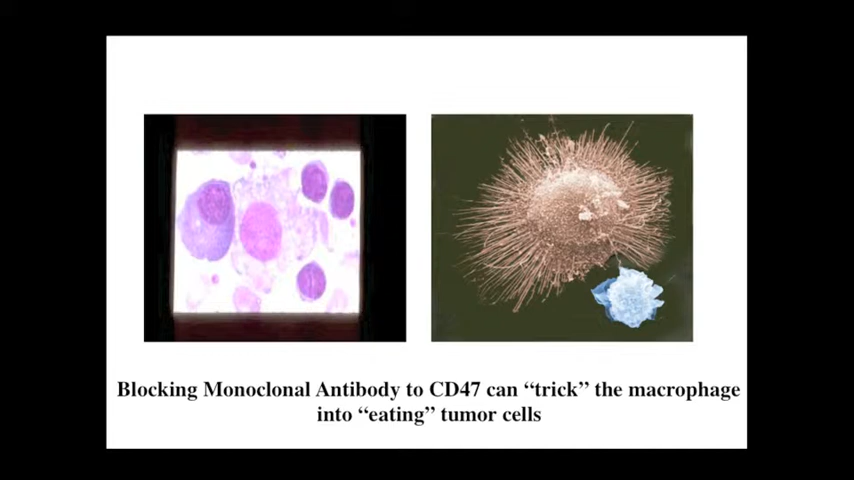 Blocking Monoclonal Antibody to CD47 can “trick” the macrophage
into “eating” tumor cells